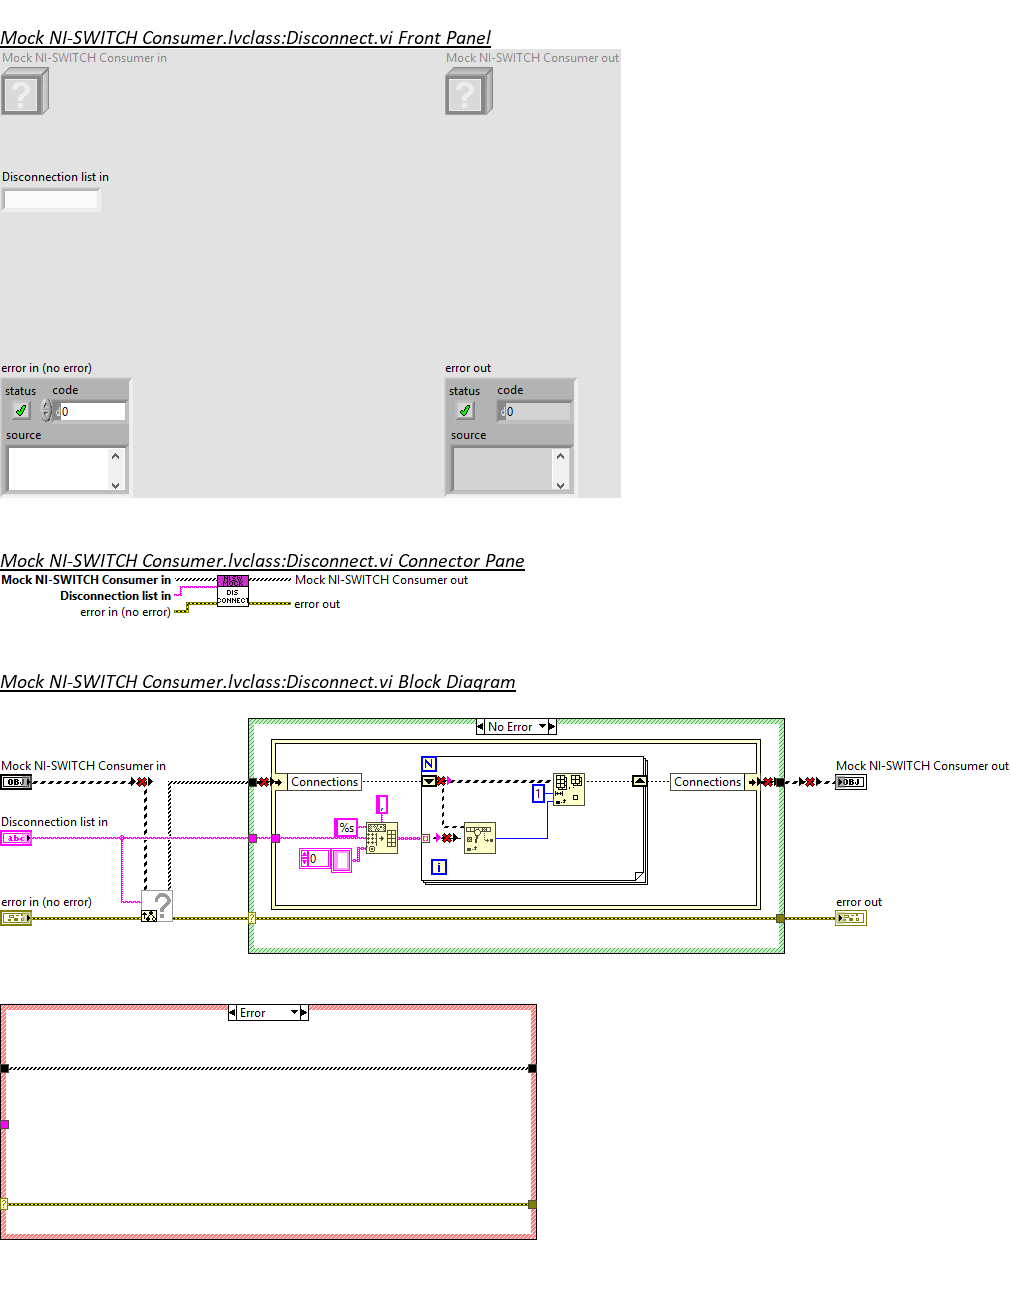 Mock NI-SWITCH Consumer.lvclass:Disconnect.vi Front Panel
Mock NI-SWITCH Consumer in
Mock NI-SWITCH Consumer out
?
?
Disconnection list in
error in (no error)
error out
status
code
status
code
0
0
source
source
Mock NI-SWITCH Consumer.lvclass:Disconnect.vi Connector Pane
Mock NI-SWITCH Consumer in
NISW
MOCK
Mock NI-SWITCH Consumer out
Disconnection list in
DIS
CONNECT
error in (no error)
error out
Mock NI-SWITCH Consumer.lvclass:Disconnect.vi Block Diagram
No Error
Mock NI-SWITCH Consumer in
Mock NI-SWITCH Consumer out
N
OBJ
Connections
Connections
OBJ
1
Disconnection list in
%s
abc
0
i
error in (no error)
?
error out
?
Error
?